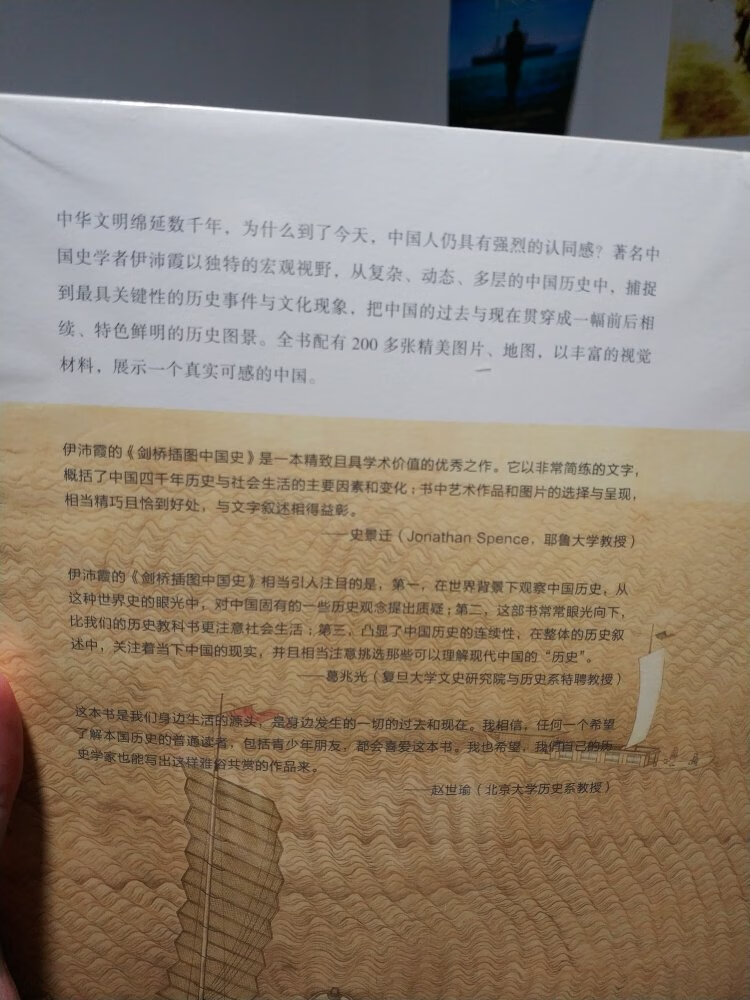 中华文明绵延数千年，为什么到了今天，中国人仍具有强烈的认同感？著名中
国史学者伊沛霞以独特的宏观视野，从复杂、动态、多层的中国历史中，捕捉
到最具关键性的历史事件与文化现象，把中国的过去与现在贯穿成一幅前后相
续、特色鲜明的历史图景。全书配有 200 多张精美图片、地图，以丰富的视觉
材料，展示一个真实可感的中国。
伊沛霞的《剑桥插图中国史》是一本精致且具学术价值的优秀之作。它以非常简练的文字，
概括了中国四千年历史与社会生活的主要因素和变化；书中艺术作品和图片的选择与呈现，
相当精巧且恰到好处，与文字叙述相得益彰。
——史景迁（Jonathan Spence，耶鲁大学教授）
伊沛霞的《剑桥插图中国史》相当引人注目的是，第一，在世界背景下观察中国历史，从
这种世界史的眼光中，对中国固有的一些历史观念提出质疑；第二，这部书常常眼光向下，
比我们的历史教科书更注意社会生活；第三，凸显了中国历史的连续性，在整体的历史叙
述中，关注着当下中国的现实，并且相当注意挑选那些可以理解现代中国的“历史”。
——葛兆光（复旦大学文史研究院与历史系特聘教授）
这本书是我们身边生活的源头，是身边发生的一切的过去和现在。我相信，任何一个希望
了解本国历史的普通读者，包括青少年朋友，都会喜爱这本书。我也希望，我们自己的历
史学家也能写出这样雅俗共赏的作品来。
——赵世瑜（北京大学历史系教授）